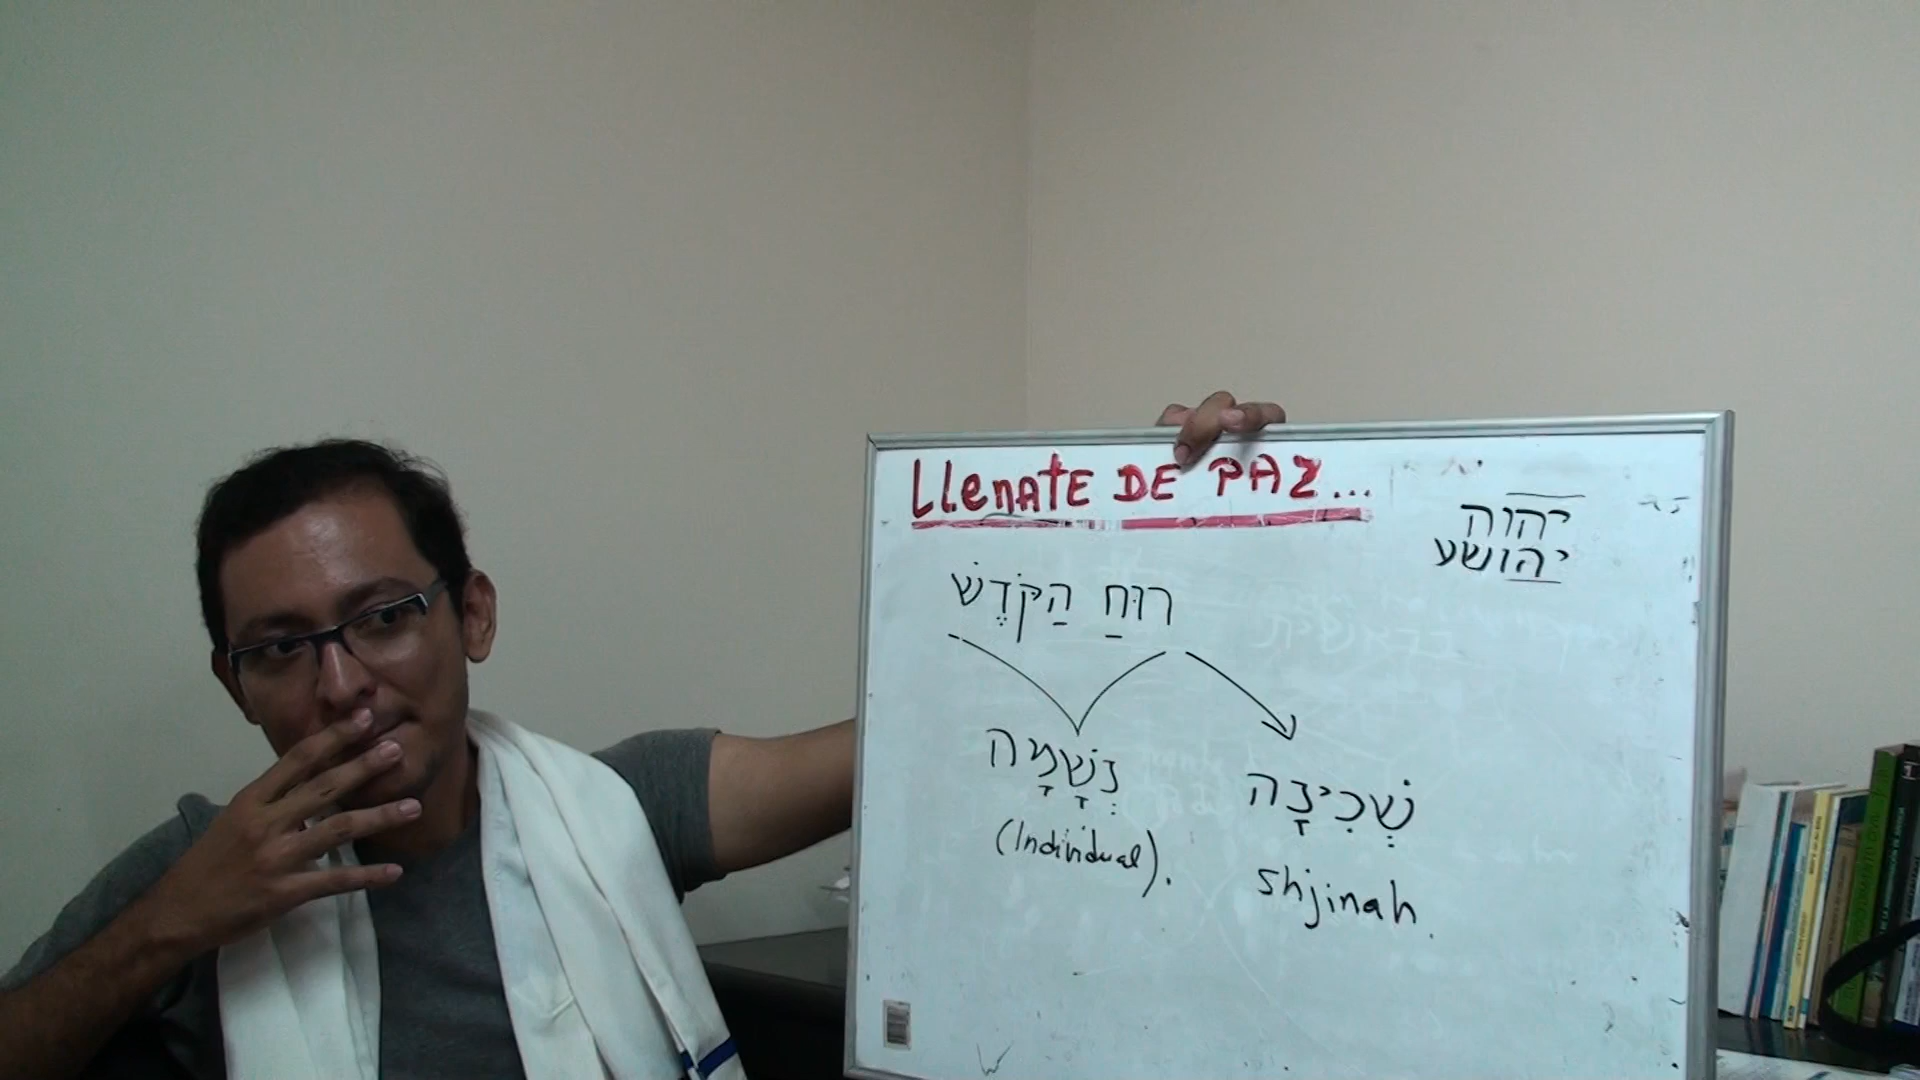 LLENATE DE PAZ...
יהוה
יהושע
רוּחַ הַקֹּדֶשׁ
נְשָׁמָה
(Individual).
שְׁכִינָה
shjinah.